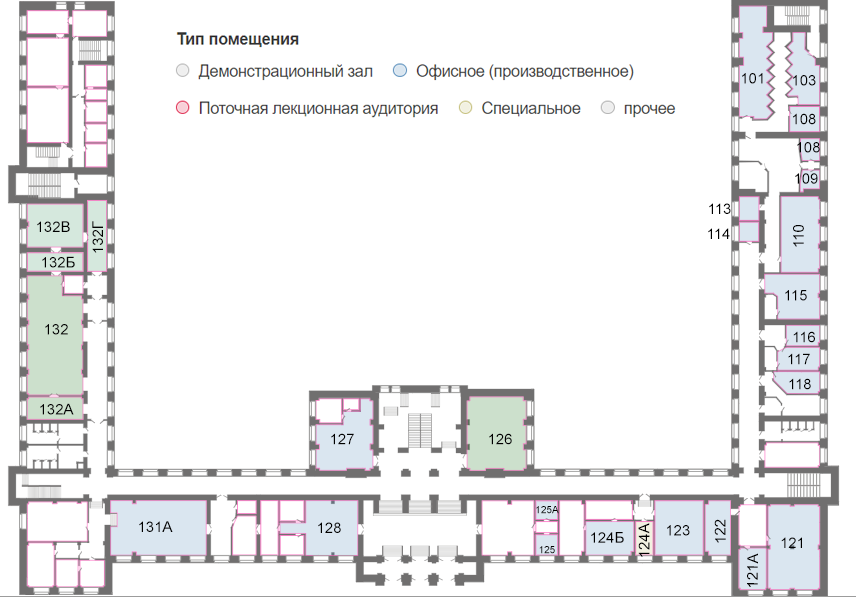 Тип помещения
Демонстрационный зал
Офисное (производственное)
Поточная лекционная аудитория
Специальное
прочее
101
103
108
108
109
113
114
110
115
116
117
118
132В
132Г
132Б
132
132А
127
126
131А
128
125А
125
124Б
124А
123
122
121А
121